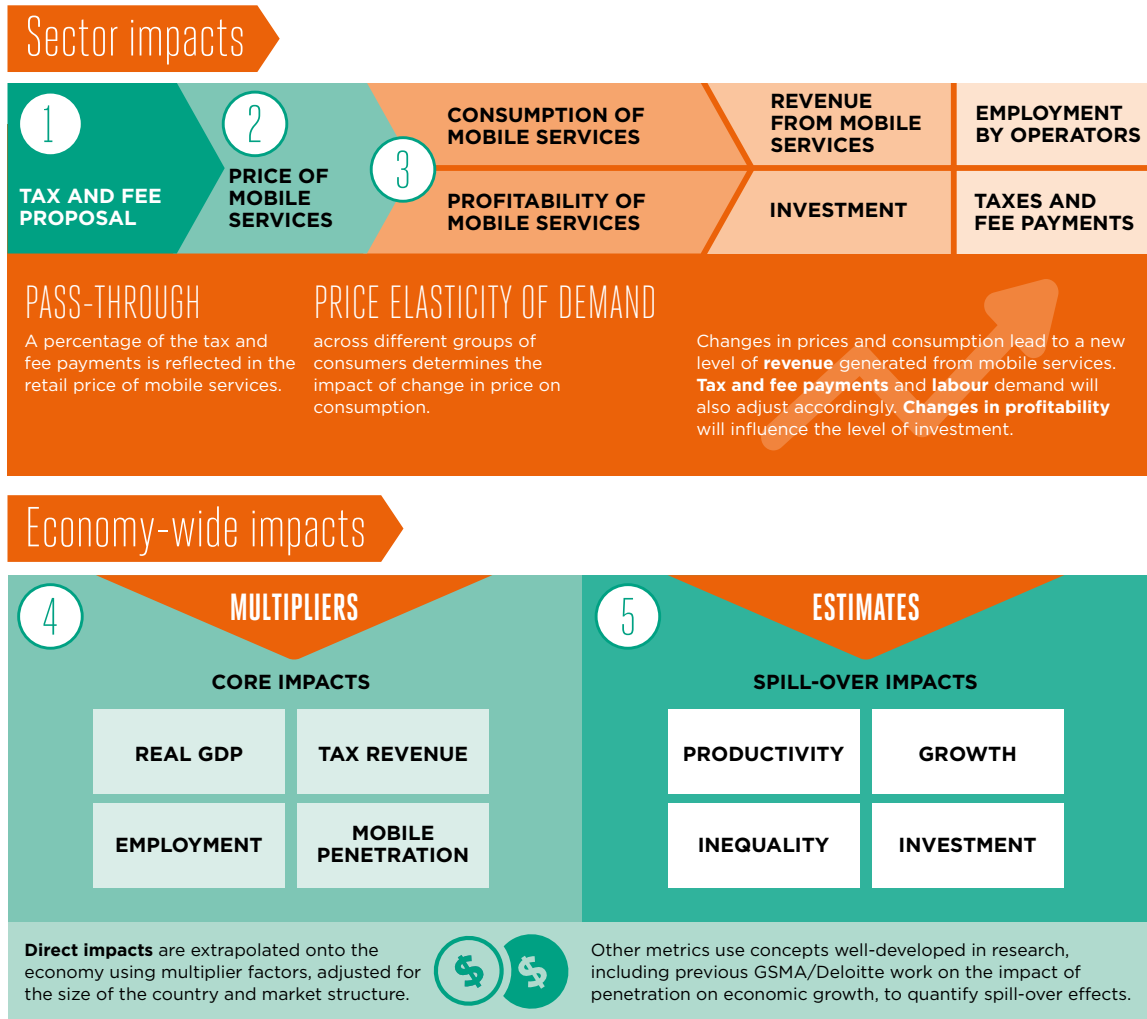 Sector impacts
1
TAX AND FEE
PROPOSAL
2
PRICE OF
MOBILE
SERVICES
3
CONSUMPTION OF
MOBILE SERVICES
PROFITABILITY OF
MOBILE SERVICES
REVENUE
FROM MOBILE
SERVICES
INVESTMENT
EMPLOYMENT
BY OPERATORS
TAXES AND
FEE PAYMENTS
PASS-THROUGH
A percentage of the tax and
fee payments is reflected in the
retail price of mobile services.
PRICE ELASTICITY OF DEMAND
across different groups of
consumers determines the
impact of change in price on
consumption.
Changes in prices and consumption lead to a new
level of revenue generated from mobile services.
Tax and fee payments and labour demand will
also adjust accordingly. Changes in profitability
will influence the level of investment.
Economy-wide impacts
4
MULTIPLIERS
CORE IMPACTS
REAL GDP
TAX REVENUE
EMPLOYMENT
MOBILE
PENETRATION
Direct impacts are extrapolated onto the
economy using multiplier factors, adjusted for
the size of the country and market structure.
$ $
5
ESTIMATES
SPILL-OVER IMPACTS
PRODUCTIVITY
GROWTH
INEQUALITY
INVESTMENT
Other metrics use concepts well-developed in research,
including previous GSMA/Deloitte work on the impact of
penetration on economic growth, to quantify spill-over effects.